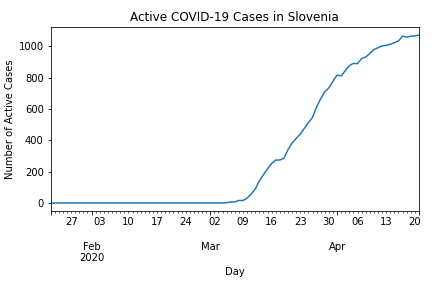 Active COVID-19 Cases in Slovenia
Number of Active Cases
1000
800
600
400
200
0
27 03 10 17 24 02 09 16 23 30 06 13 20
Feb Mar Apr
2020
Day